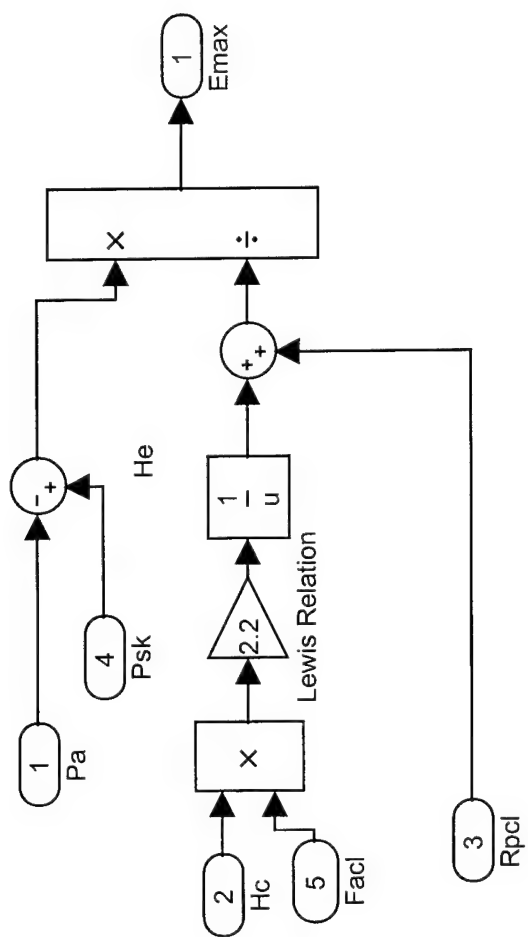 1
Emax
×
÷
-
+
He
1
Pa
4
Psk
+
+
1
u
2.2
Lewis Relation
×
2
Hc
5
Facl
3
Rpcl